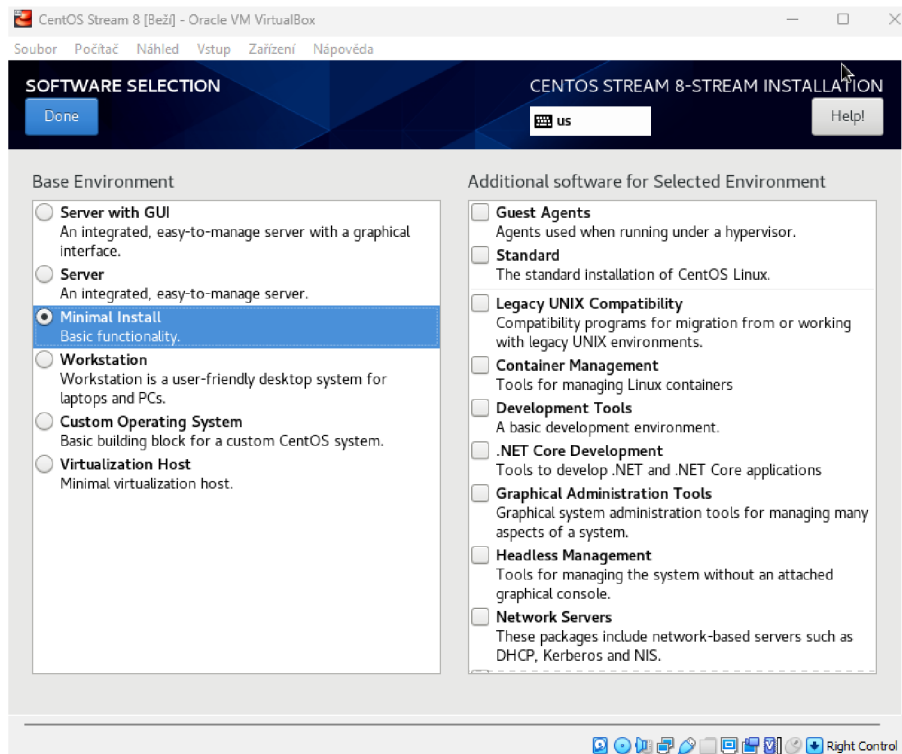 CentOS Stream 8 [Beží] - Oracle VM VirtualBox
Soubor Počítač Náhled Vstup Zařízení Nápověda
SOFTWARE SELECTION
Done
CENTOS STREAM 8-STREAM INSTALLATION
us
Help!
Base Environment
Server with GUI
An integrated, easy-to-manage server with a graphical
interface.
Server
An integrated, easy-to-manage server.
Minimal Install
Basic functionality.
Workstation
Workstation is a user-friendly desktop system for
laptops and PCs.
Custom Operating System
Basic building block for a custom CentOS system.
Virtualization Host
Minimal virtualization host.
Additional software for Selected Environment
Guest Agents
Agents used when running under a hypervisor.
Standard
The standard installation of CentOS Linux.
Legacy UNIX Compatibility
Compatibility programs for migration from or working
with legacy UNIX environments.
Container Management
Tools for managing Linux containers
Development Tools
A basic development environment.
.NET Core Development
Tools to develop .NET and .NET Core applications
Graphical Administration Tools
Graphical system administration tools for managing many
aspects of a system.
Headless Management
Tools for managing the system without an attached
graphical console.
Network Servers
These packages include network-based servers such as
DHCP, Kerberos and NIS.
Right Control